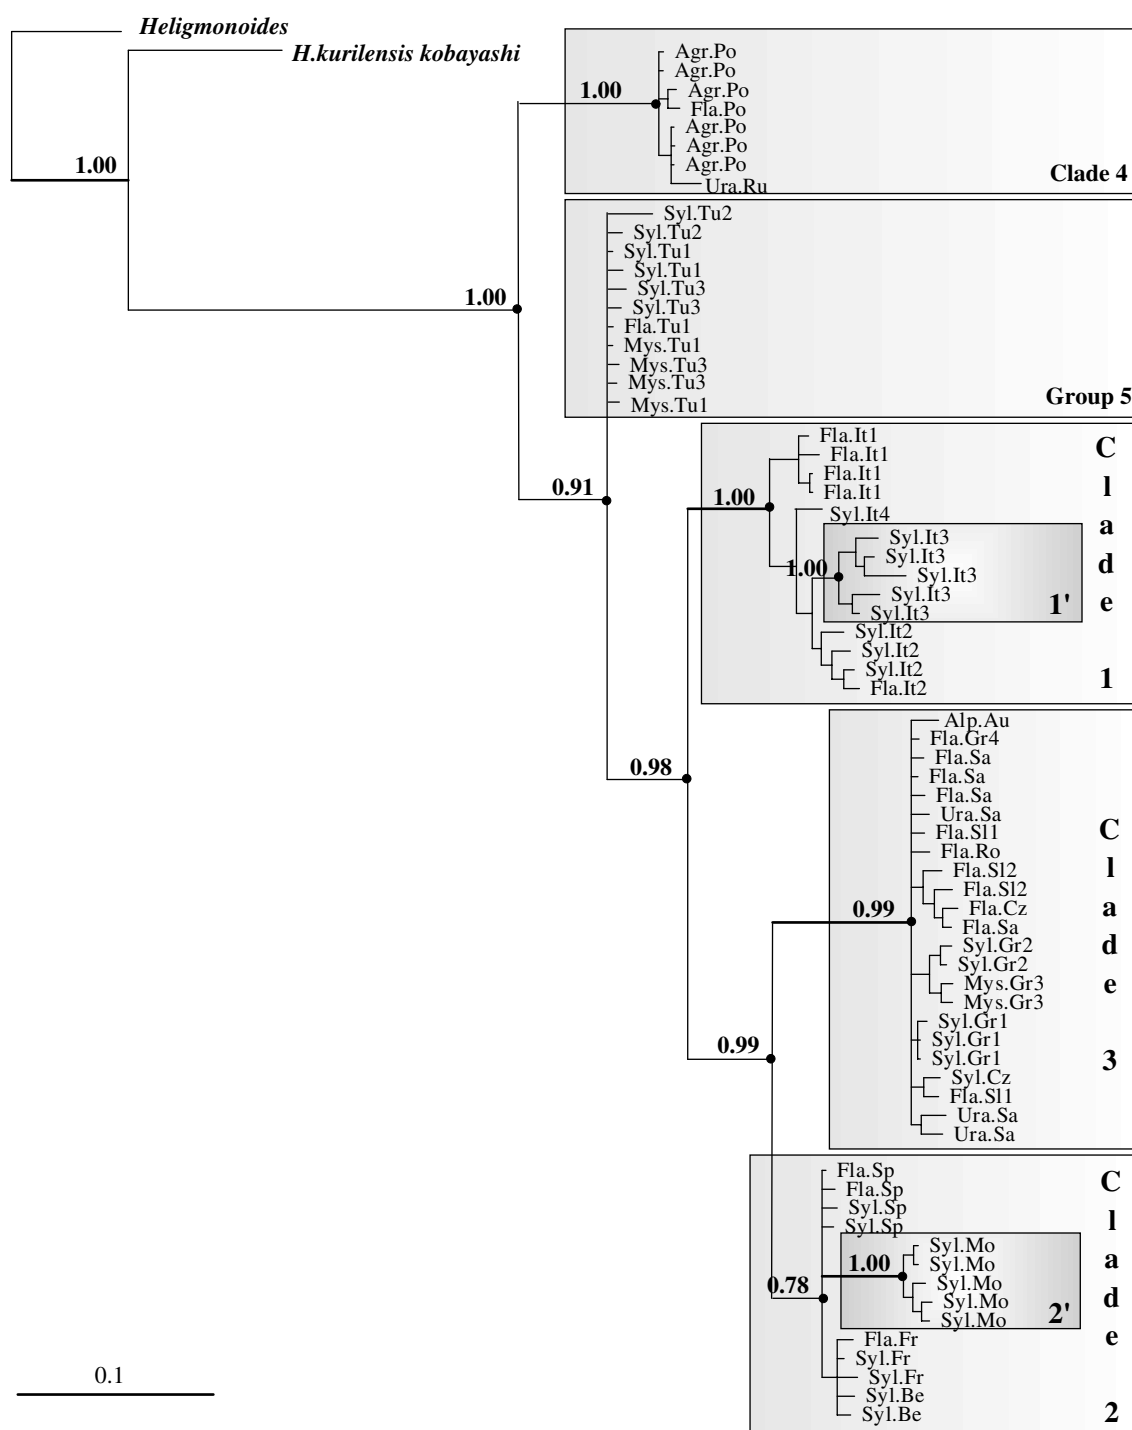 Heligmonoides
H.kurilensis kobayashi
1.00
1.00
1.00
Agr.Po
Agr.Po
Agr.Po
Fla.Po
Agr.Po
Agr.Po
Agr.Po
Ura.Ru
Clade 4
Syl.Tu2
Syl.Tu2
Syl.Tu1
Syl.Tu1
Syl.Tu3
Syl.Tu3
Fla.Tu1
Mys.Tu1
Mys.Tu3
Mys.Tu3
Mys.Tu1
Group 5
0.91
1.00
Fla.It1
Fla.It1
Fla.It1
Fla.It1
Syl.It4
1.00
Syl.It3
Syl.It3
Syl.It3
Syl.It3
Syl.It3
1'
Syl.It2
Syl.It2
Syl.It2
Fla.It2
Clade 1
0.98
0.99
0.99
Alp.Au
Fla.Gr4
Fla.Sa
Fla.Sa
Fla.Sa
Ura.Sa
Fla.Sl1
Fla.Ro
Fla.Sl2
Fla.Sl2
Fla.Cz
Fla.Sa
Syl.Gr2
Syl.Gr2
Mys.Gr3
Mys.Gr3
Syl.Gr1
Syl.Gr1
Syl.Gr1
Syl.Cz
Fla.Sl1
Ura.Sa
Ura.Sa
Clade 3
0.78
Fla.Sp
Fla.Sp
Syl.Sp
Syl.Sp
1.00
Syl.Mo
Syl.Mo
Syl.Mo
Syl.Mo
Syl.Mo
2'
Fla.Fr
Syl.Fr
Syl.Fr
Syl.Be
Syl.Be
Clade 2
0.1